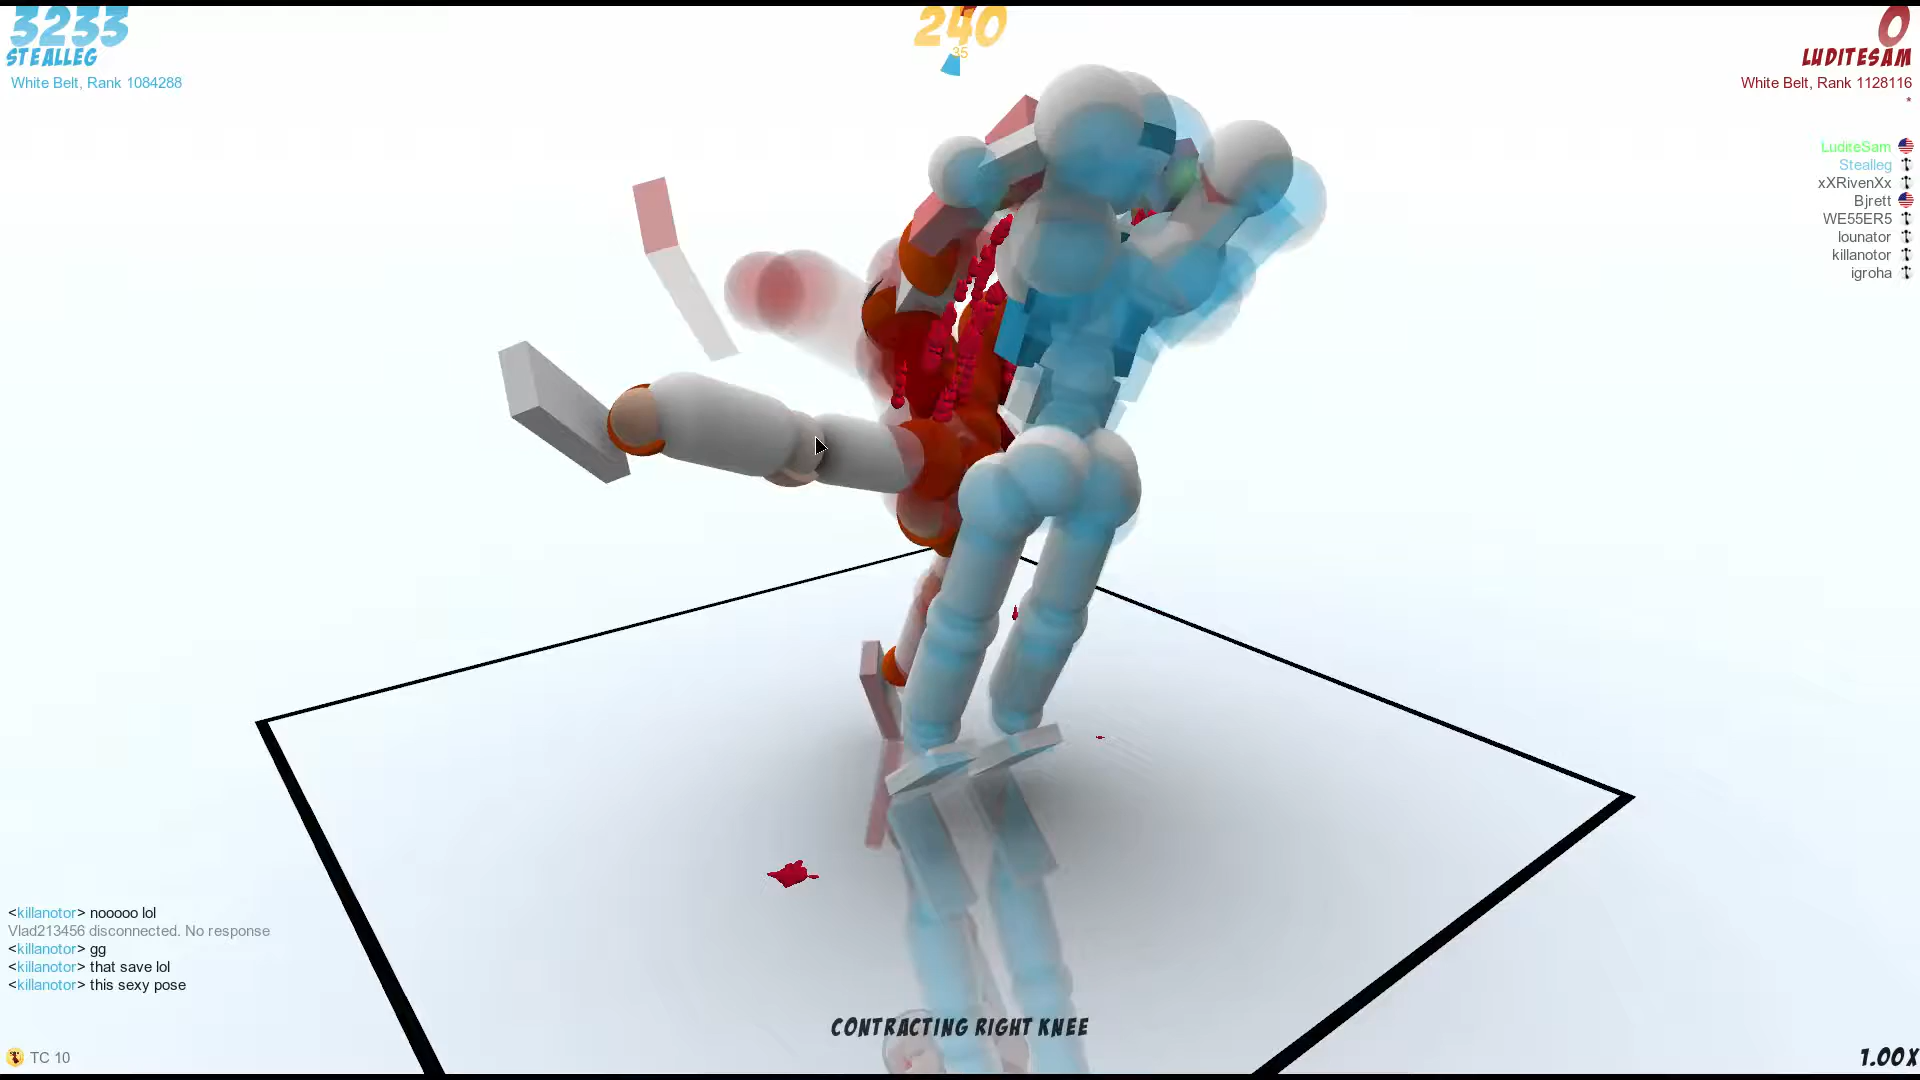 3233
STEALLEG
White Belt, Rank 1084288
240
35
0
LUDITESAM
White Belt, Rank 1128116
*
LuditeSam
Stealleg
xXRivenXx
Bjrett
WE55ER5
lounator
killanotor
igroha
<killanotor> nooooo lol
Vlad213456 disconnected. No response
<killanotor> gg
<killanotor> that save lol
<killanotor> this sexy pose
CONTRACTING RIGHT KNEE
TC 10
1.00X